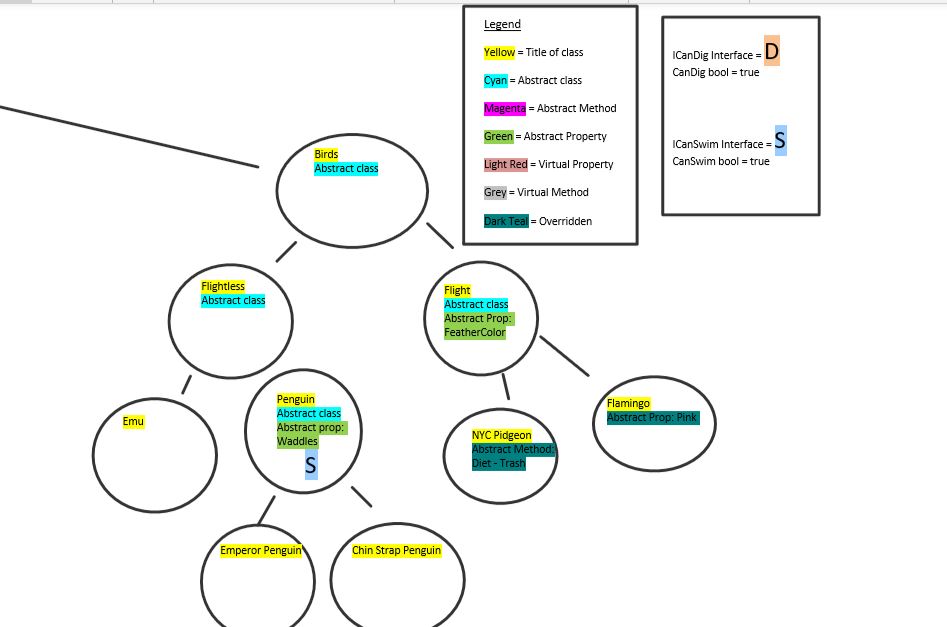 Legend
Yellow = Title of class
Cyan = Abstract class
Magenta = Abstract Method
Green = Abstract Property
Light Red = Virtual Property
Grey = Virtual Method
Dark Teal = Overridden
ICanDig Interface = D
CanDig bool = true
ICanSwim Interface = S
CanSwim bool = true
Birds
Abstract class
Flightless
Abstract class
Flight
Abstract class
Abstract Prop:
FeatherColor
Emu
Penguin
Abstract class
Abstract prop:
Waddles
S
NYC Pidgeon
Abstract Method:
Diet - Trash
Flamingo
Abstract Prop: Pink
Emperor Penguin
Chin Strap Penguin